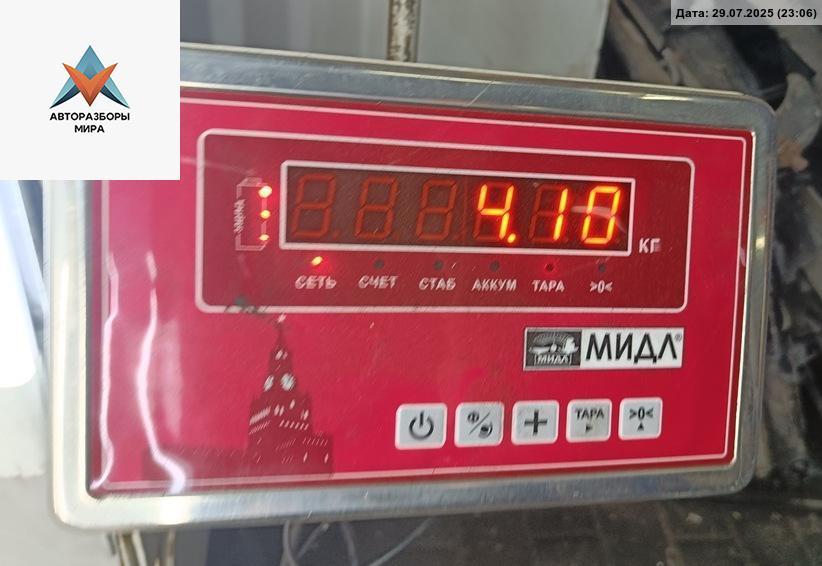 Дата: 29.07.2025 (23:06)
АВТОРАЗБОРЫ
МИРА
4.10
КГ
СЕТЬ СЧЕТ СТАБ АККУМ ТАРА >0<
МИДЛ МИДЛ®
ТАРА >0<